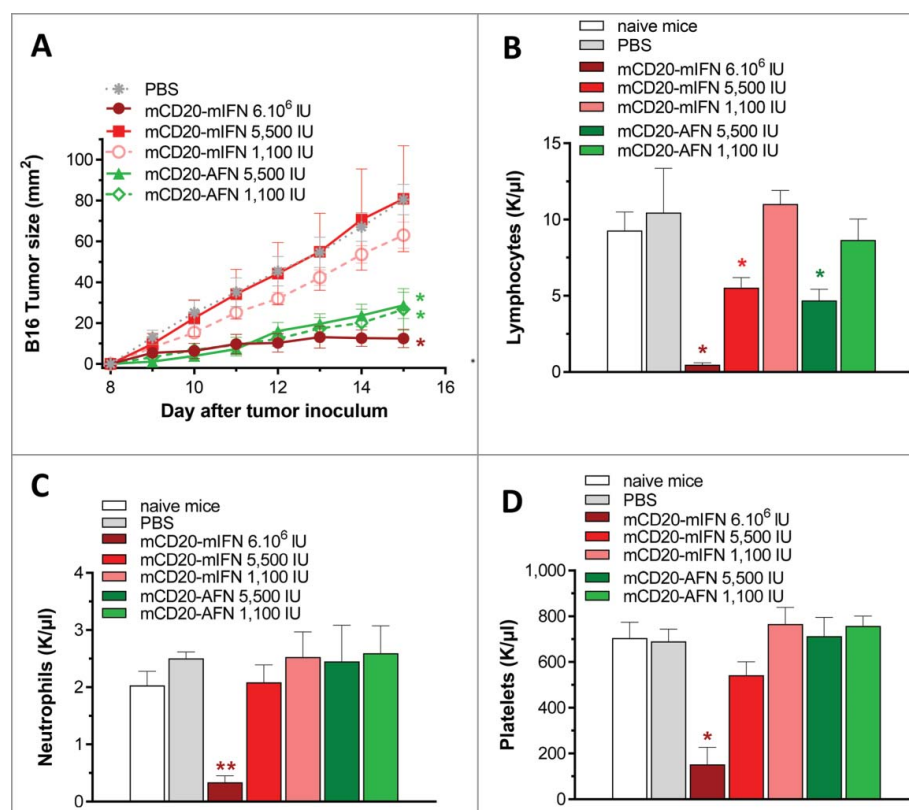 A
PBS
mCD20-mIFN 6.10⁶ IU
mCD20-mIFN 5,500 IU
mCD20-mIFN 1,100 IU
mCD20-AFN 5,500 IU
mCD20-AFN 1,100 IU
B16 Tumor size (mm²)
100
80
60
40
20
0
*
*
*
8
10
12
14
16
Day after tumor inoculum
*
B
naive mice
PBS
mCD20-mIFN 6.10⁶ IU
mCD20-mIFN 5,500 IU
mCD20-mIFN 1,100 IU
mCD20-AFN 5,500 IU
mCD20-AFN 1,100 IU
Lymphocytes (K/µl)
15
10
5
0
*
*
*
C
naive mice
PBS
mCD20-mIFN 6.10⁶ IU
mCD20-mIFN 5,500 IU
mCD20-mIFN 1,100 IU
mCD20-AFN 5,500 IU
mCD20-AFN 1,100 IU
Neutrophils (K/µl)
4
3
2
1
0
**
D
naive mice
PBS
mCD20-mIFN 6.10⁶ IU
mCD20-mIFN 5,500 IU
mCD20-mIFN 1,100 IU
mCD20-AFN 5,500 IU
mCD20-AFN 1,100 IU
Platelets (K/µl)
1,000
800
600
400
200
0
*